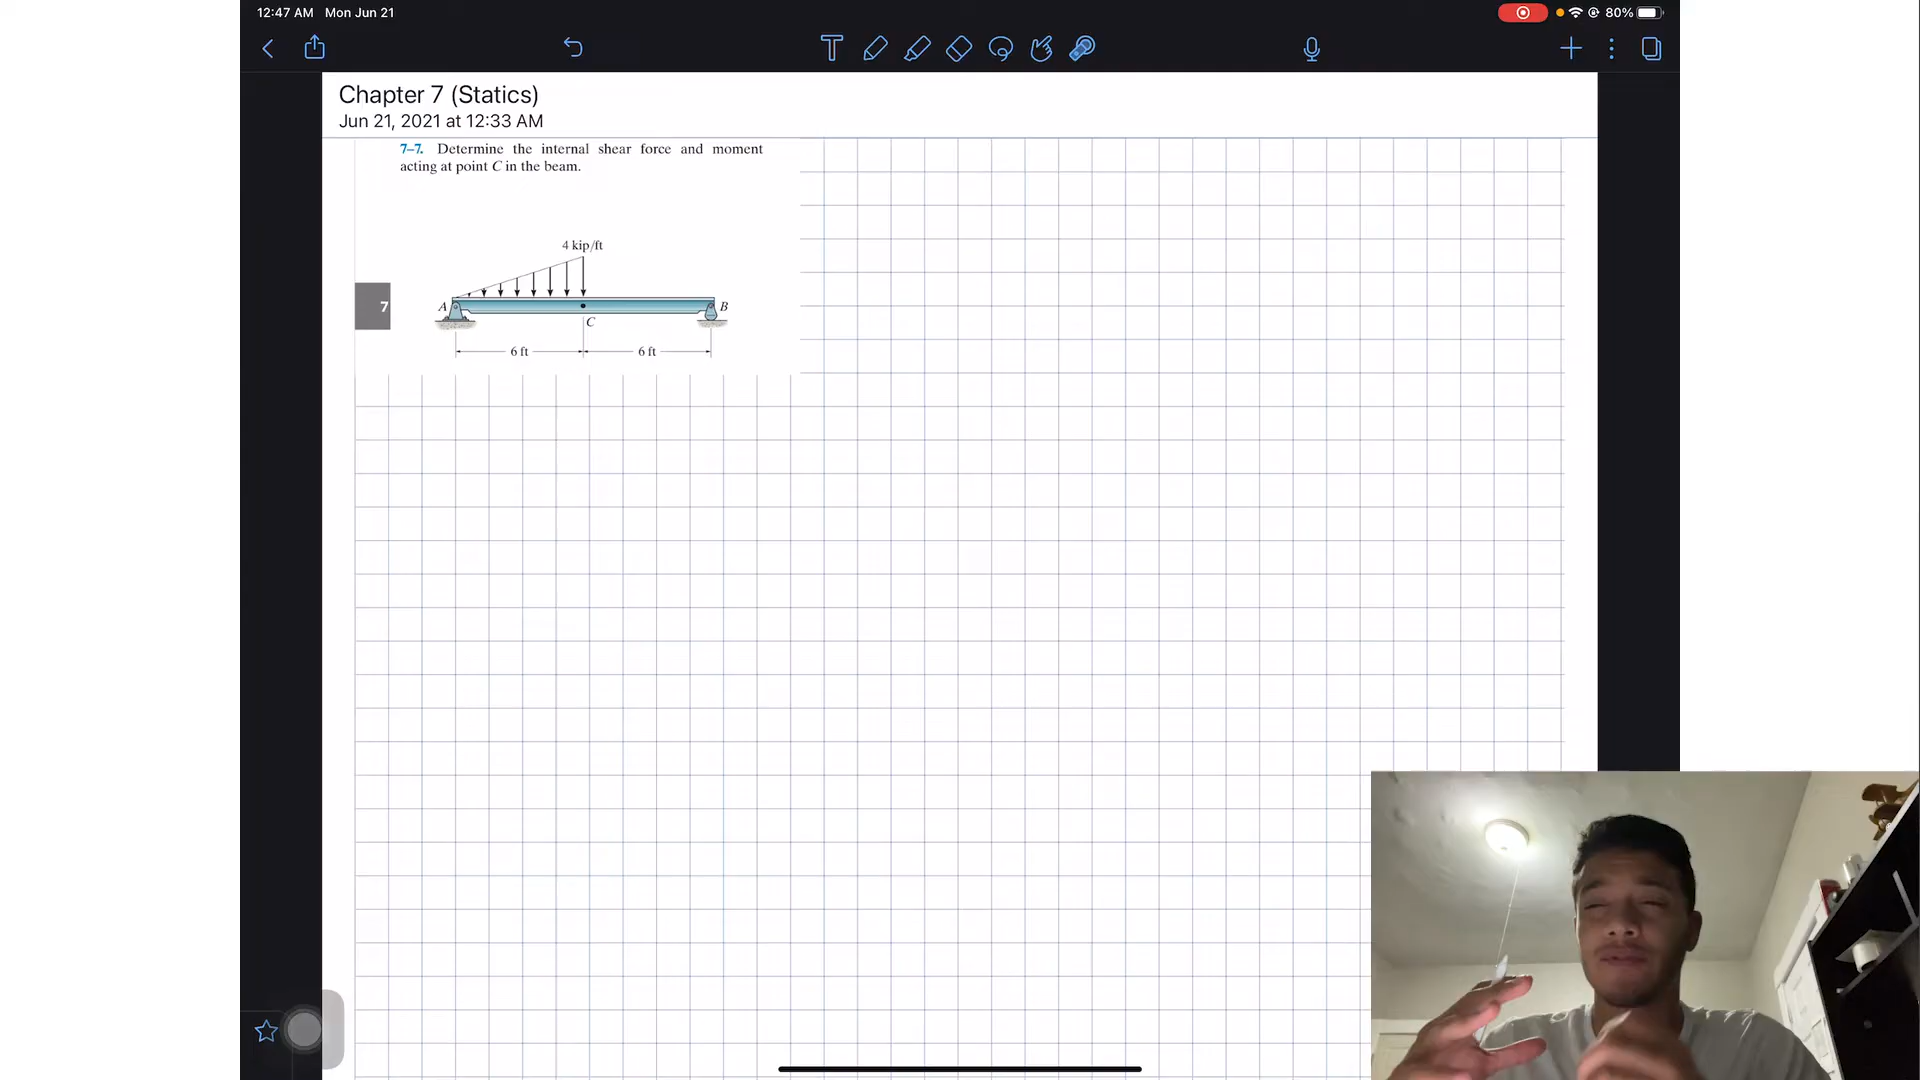 12:47 AM Mon Jun 21
80%
Chapter 7 (Statics)
Jun 21, 2021 at 12:33 AM
7–7. Determine the internal shear force and moment
acting at point C in the beam.
4 kip/ft
7
A
B
C
6 ft
6 ft